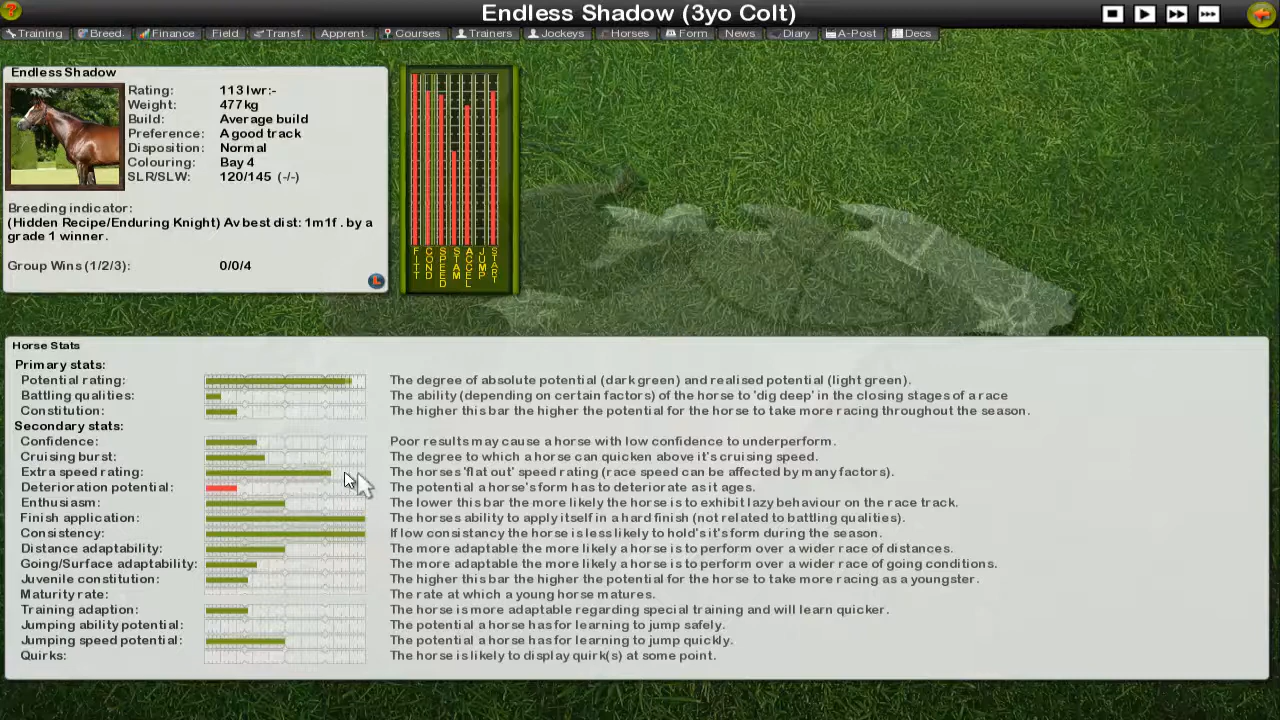 Endless Shadow (3yo Colt)
Training Breed. Finance Field Transf. Apprent. Courses Trainers Jockeys Horses Form News Diary A-Post Decs
Endless Shadow
Rating: 113 lwr:-
Weight: 477kg
Build: Average build
Preference: A good track
Disposition: Normal
Colouring: Bay 4
SLR/SLW: 120/145 (-/-)
Breeding indicator:
(Hidden Recipe/Enduring Knight) Av best dist: 1m1f . by a
grade 1 winner.
Group Wins (1/2/3): 0/0/4
FITT COND SPEED STAM ACCEL JUMP START
Horse Stats
Primary stats:
Potential rating: The degree of absolute potential (dark green) and realised potential (light green).
Battling qualities: The ability (depending on certain factors) of the horse to 'dig deep' in the closing stages of a race
Constitution: The higher this bar the higher the potential for the horse to take more racing throughout the season.
Secondary stats:
Confidence: Poor results may cause a horse with low confidence to underperform.
Cruising burst: The degree to which a horse can quicken above it's cruising speed.
Extra speed rating: The horses 'flat out' speed rating (race speed can be affected by many factors).
Deterioration potential: The potential a horse's form has to deteriorate as it ages.
Enthusiasm: The lower this bar the more likely the horse is to exhibit lazy behaviour on the race track.
Finish application: The horses ability to apply itself in a hard finish (not related to battling qualities).
Consistency: If low consistancy the horse is less likely to hold's it's form during the season.
Distance adaptability: The more adaptable the more likely a horse is to perform over a wider race of distances.
Going/Surface adaptability: The more adaptable the more likely a horse is to perform over a wider race of going conditions.
Juvenile constitution: The higher this bar the higher the potential for the horse to take more racing as a youngster.
Maturity rate: The rate at which a young horse matures.
Training adaption: The horse is more adaptable regarding special training and will learn quicker.
Jumping ability potential: The potential a horse has for learning to jump safely.
Jumping speed potential: The potential a horse has for learning to jump quickly.
Quirks: The horse is likely to display quirk(s) at some point.